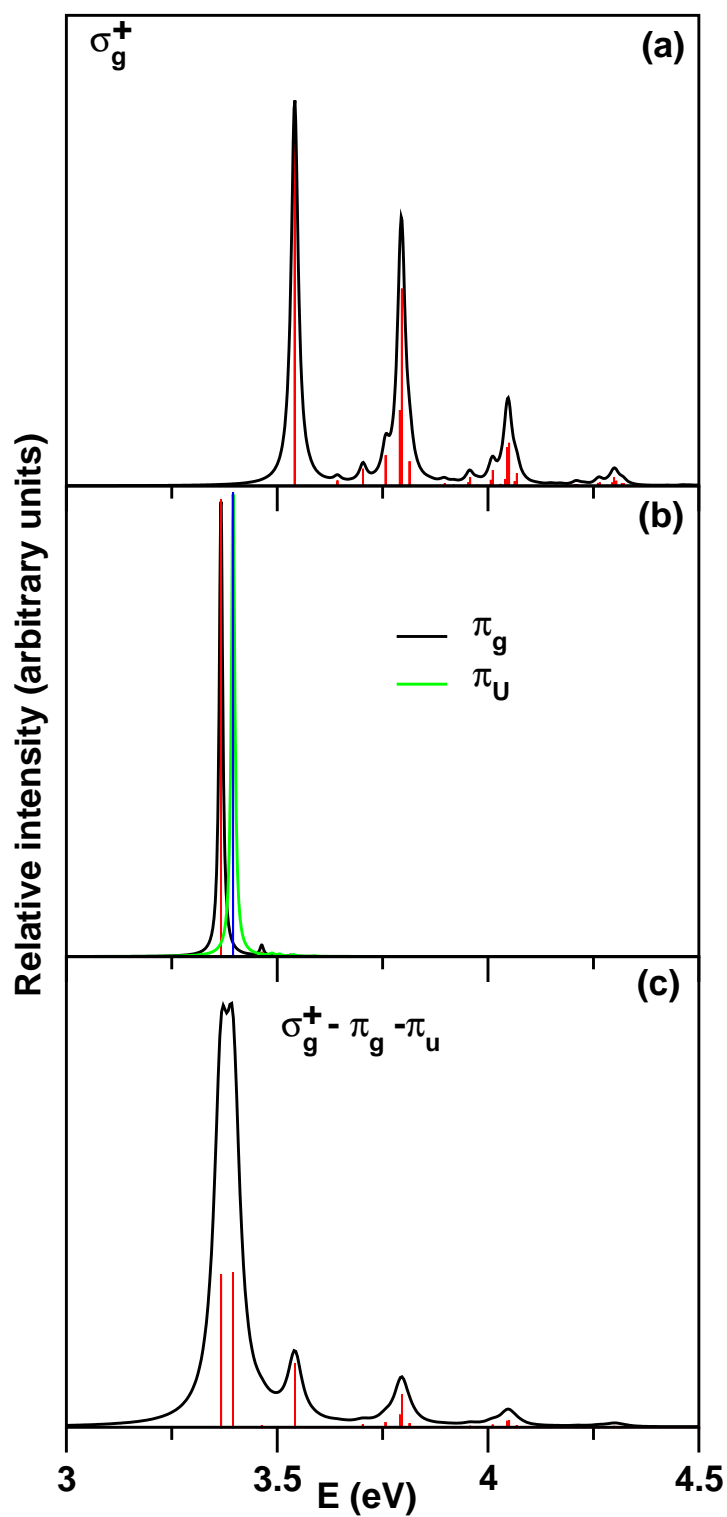 σg+
(a)
(b)
πg
πU
(c)
σg+ - πg -πu
Relative intensity (arbitrary units)
3 3.5 4 4.5
E (eV)